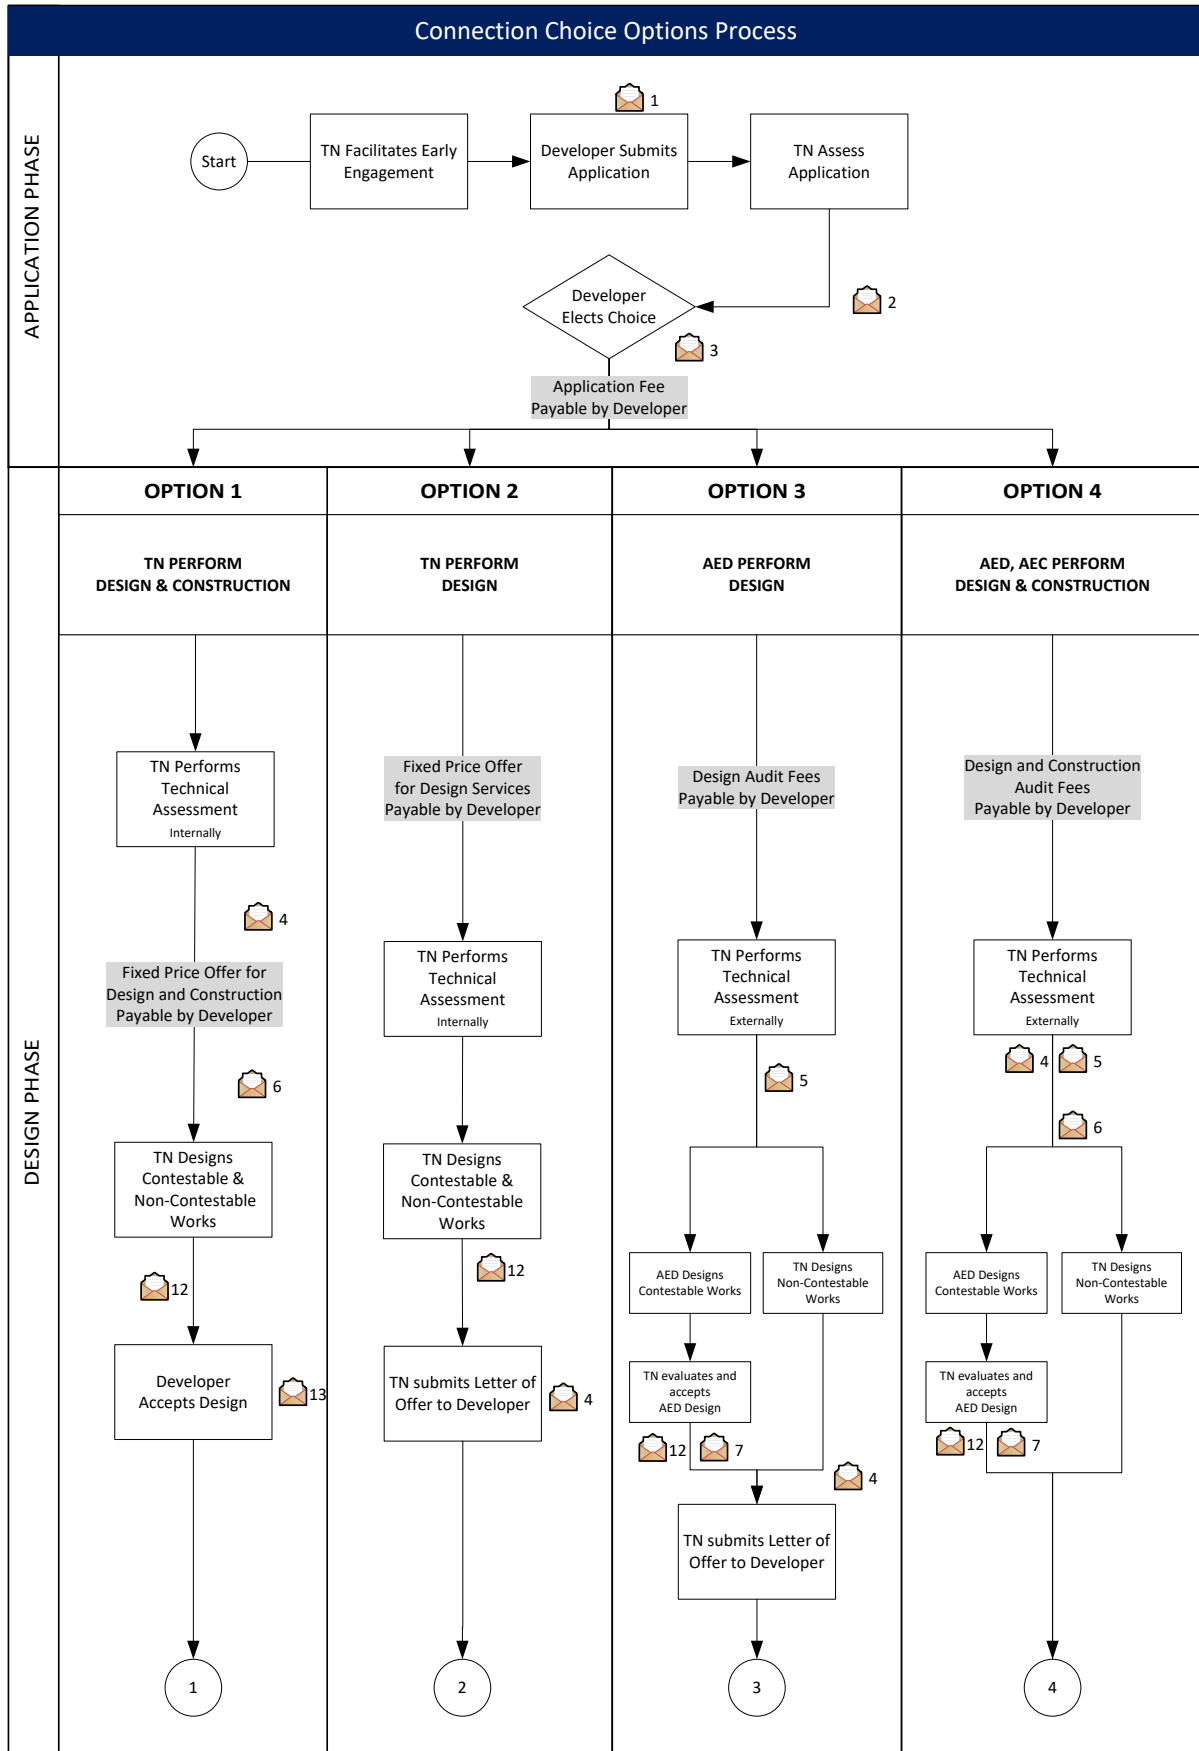 Connection Choice Options Process
APPLICATION PHASE
1
Start
TN Facilitates Early
Engagement
Developer Submits
Application
TN Assess
Application
2
Developer
Elects Choice
3
Application Fee
Payable by Developer
DESIGN PHASE
OPTION 1
OPTION 2
OPTION 3
OPTION 4
TN PERFORM
DESIGN & CONSTRUCTION
TN PERFORM
DESIGN
AED PERFORM
DESIGN
AED, AEC PERFORM
DESIGN & CONSTRUCTION
TN Performs
Technical
Assessment
Internally
4
Fixed Price Offer for
Design and Construction
Payable by Developer
6
TN Designs
Contestable &
Non-Contestable
Works
12
Developer
Accepts Design
13
1
Fixed Price Offer
for Design Services
Payable by Developer
TN Performs
Technical
Assessment
Internally
TN Designs
Contestable &
Non-Contestable
Works
12
TN submits Letter of
Offer to Developer
4
2
Design Audit Fees
Payable by Developer
TN Performs
Technical
Assessment
Externally
5
AED Designs
Contestable Works
TN Designs
Non-Contestable
Works
TN evaluates and
accepts
AED Design
12
7
4
TN submits Letter of
Offer to Developer
3
Design and Construction
Audit Fees
Payable by Developer
TN Performs
Technical
Assessment
Externally
4
5
6
AED Designs
Contestable Works
TN Designs
Non-Contestable
Works
TN evaluates and
accepts
AED Design
12
7
4